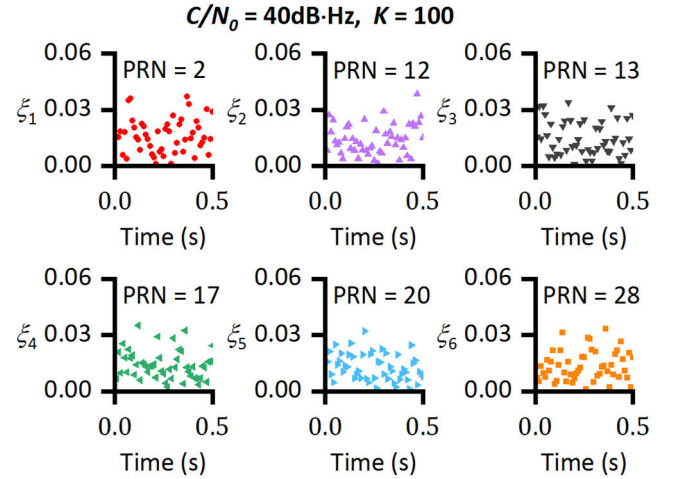 C/N0 = 40dB·Hz, K = 100
0.06
0.03
0.00
ξ1
PRN = 2
0.0
0.5
Time (s)
0.06
0.03
0.00
ξ2
PRN = 12
0.0
0.5
Time (s)
0.06
0.03
0.00
ξ3
PRN = 13
0.0
0.5
Time (s)
0.06
0.03
0.00
ξ4
PRN = 17
0.0
0.5
Time (s)
0.06
0.03
0.00
ξ5
PRN = 20
0.0
0.5
Time (s)
0.06
0.03
0.00
ξ6
PRN = 28
0.0
0.5
Time (s)